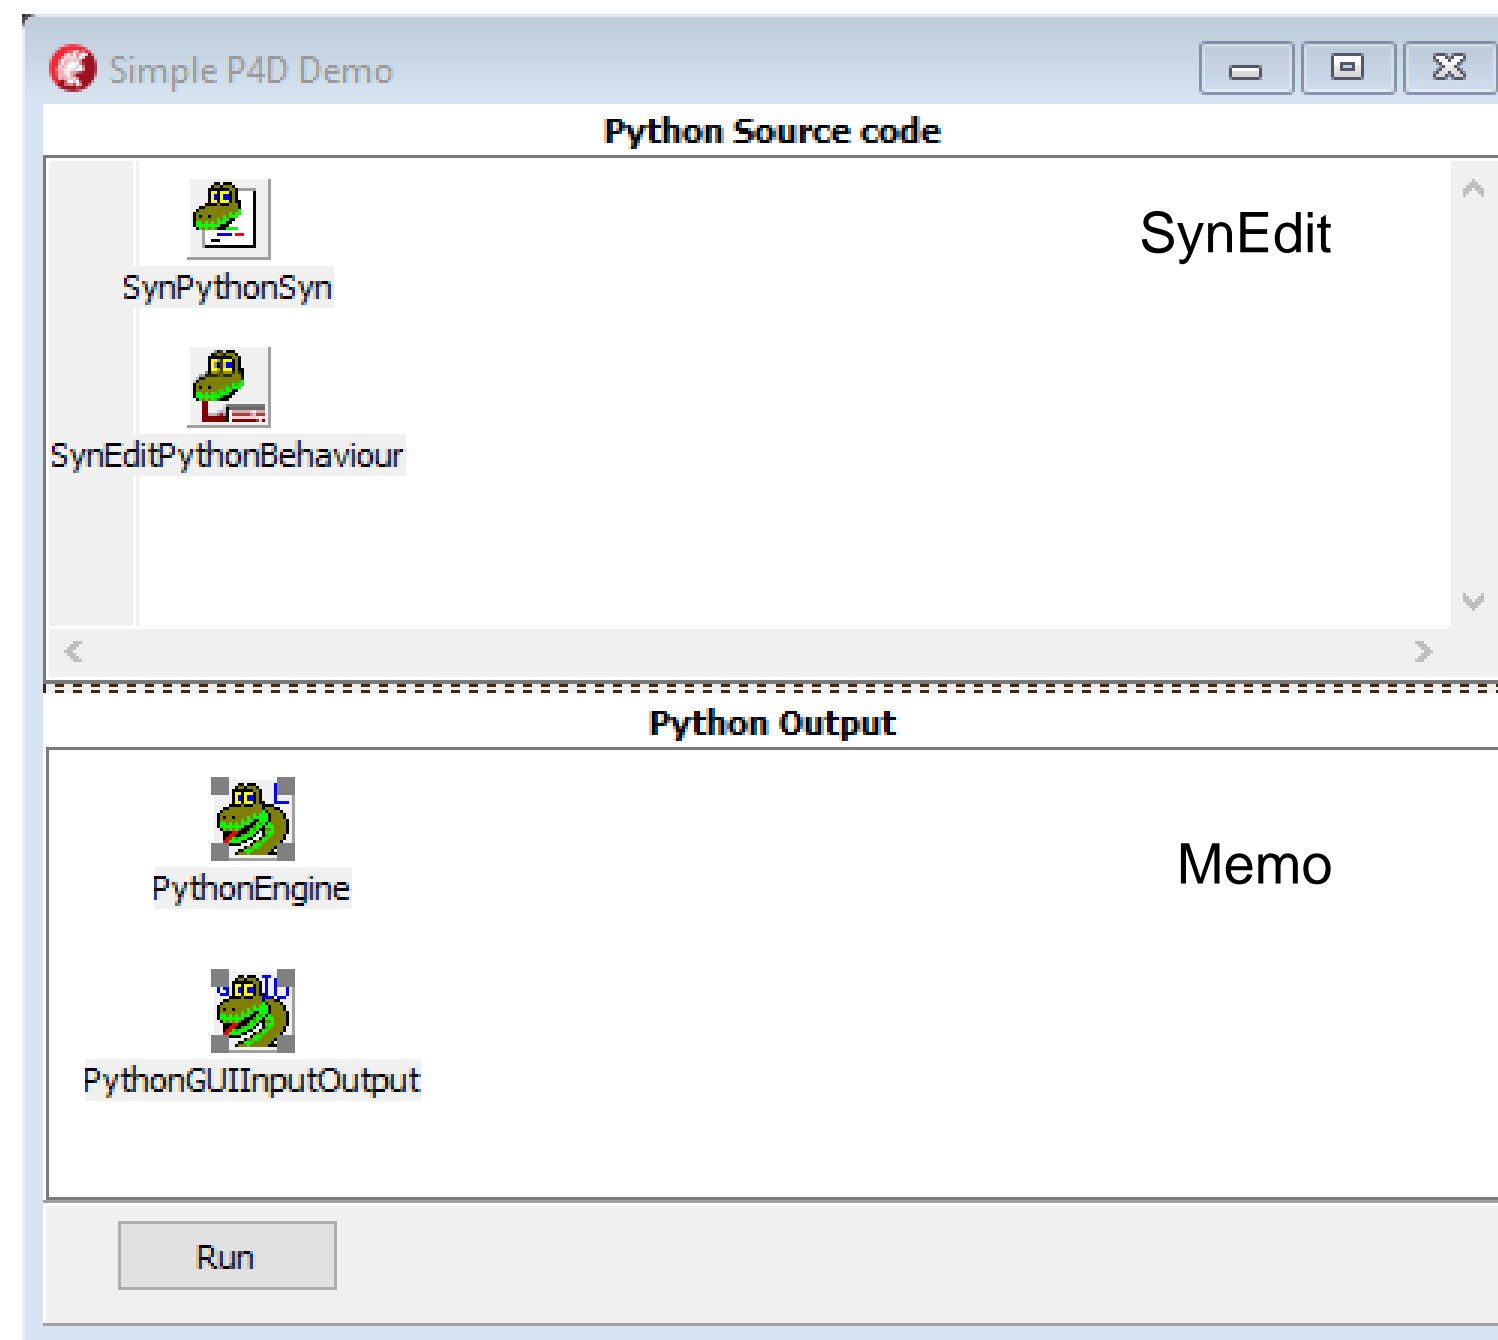 Simple P4D Demo
Python Source code
SynEdit
SynPythonSyn
SynEditPythonBehaviour
Python Output
Memo
PythonEngine
PythonGUIInputOutput
Run